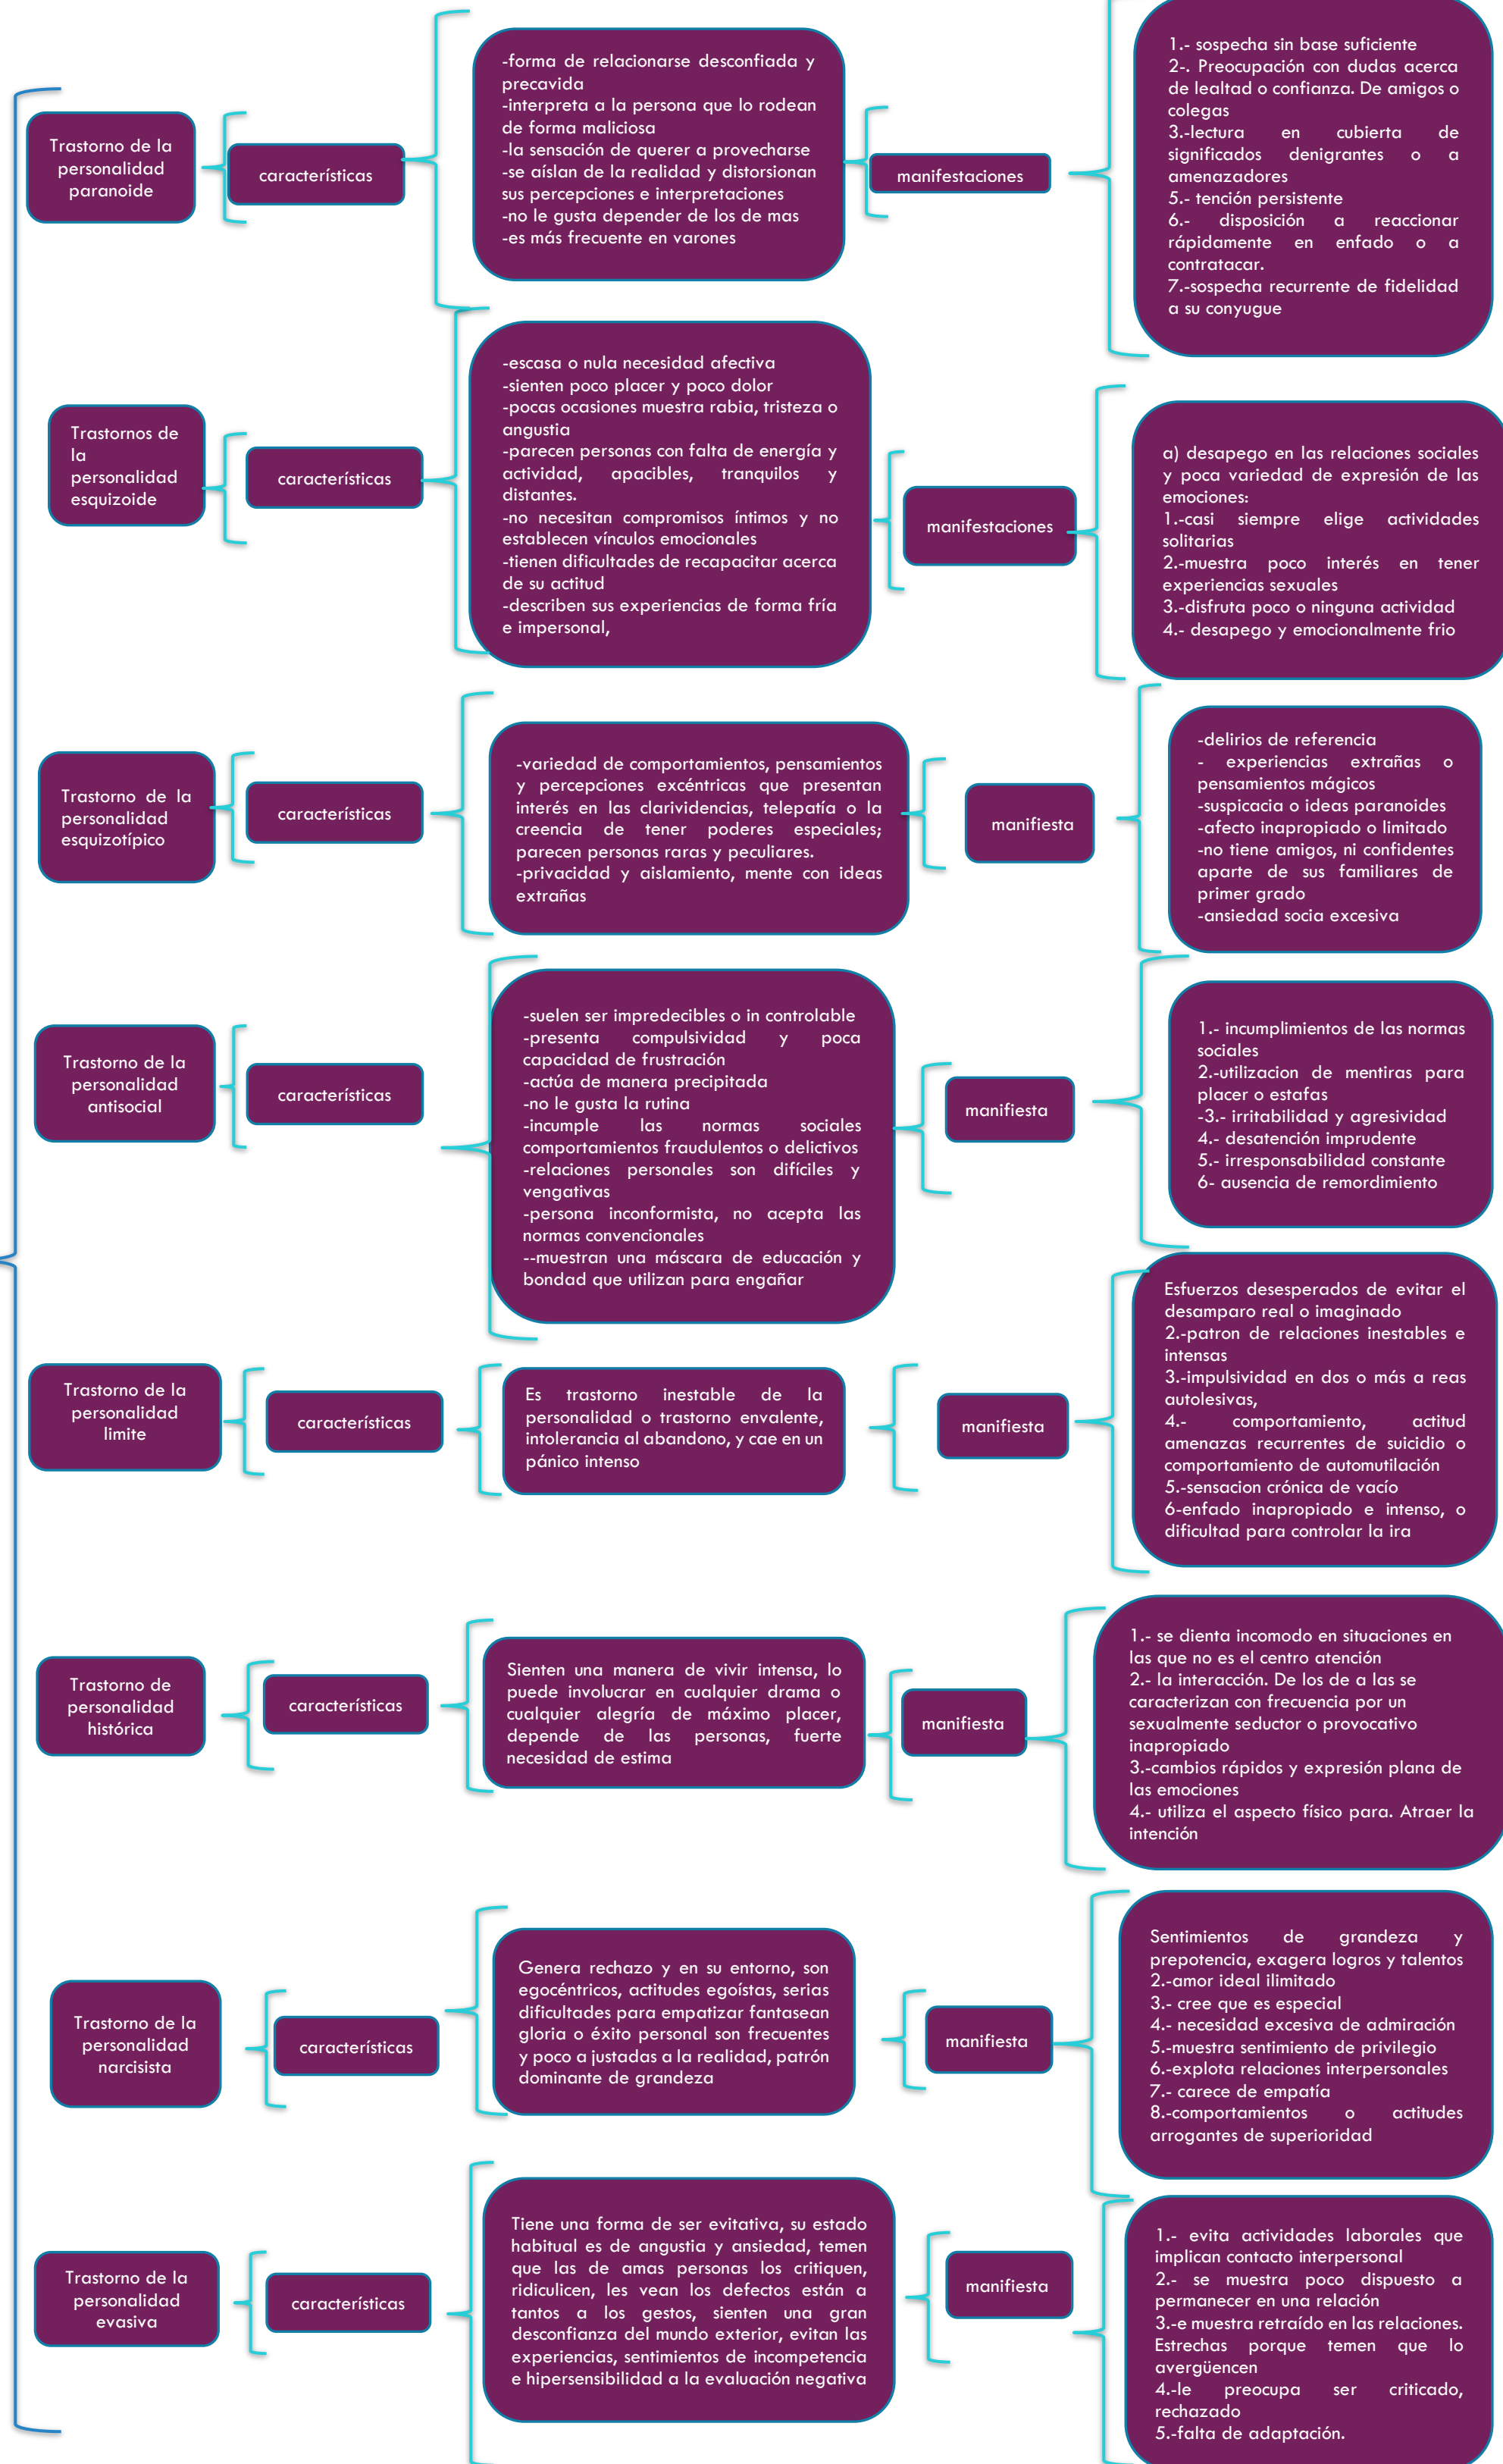 Trastorno de la
personalidad
paranoide
características
-forma de relacionarse desconfiada y
precavida
-interpreta a la persona que lo rodean
de forma maliciosa
-la sensación de querer a provecharse
-se aíslan de la realidad y distorsionan
sus percepciones e interpretaciones
-no le gusta depender de los de mas
-es más frecuente en varones
manifestaciones
1.- sospecha sin base suficiente
2-. Preocupación con dudas acerca
de lealtad o confianza. De amigos o
colegas
3.-lectura en cubierta de
significados denigrantes o a
amenazadores
5.- tención persistente
6.- disposición a reaccionar
rápidamente en enfado o a
contratacar.
7.-sospecha recurrente de fidelidad
a su conyugue
Trastornos de
la
personalidad
esquizoide
características
-escasa o nula necesidad afectiva
-sienten poco placer y poco dolor
-pocas ocasiones muestra rabia, tristeza o
angustia
-parecen personas con falta de energía y
actividad, apacibles, tranquilos y
distantes.
-no necesitan compromisos íntimos y no
establecen vínculos emocionales
-tienen dificultades de recapacitar acerca
de su actitud
-describen sus experiencias de forma fría
e impersonal,
manifestaciones
a) desapego en las relaciones sociales
y poca variedad de expresión de las
emociones:
1.-casi siempre elige actividades
solitarias
2.-muestra poco interés en tener
experiencias sexuales
3.-disfruta poco o ninguna actividad
4.- desapego y emocionalmente frio
Trastorno de la
personalidad
esquizotípico
características
-variedad de comportamientos, pensamientos
y percepciones excéntricas que presentan
interés en las clarividencias, telepatía o la
creencia de tener poderes especiales;
parecen personas raras y peculiares.
-privacidad y aislamiento, mente con ideas
extrañas
manifiesta
-delirios de referencia
- experiencias extrañas o
pensamientos mágicos
-suspicacia o ideas paranoides
-afecto inapropiado o limitado
-no tiene amigos, ni confidentes
aparte de sus familiares de
primer grado
-ansiedad socia excesiva
Trastorno de la
personalidad
antisocial
características
-suelen ser impredecibles o in controlable
-presenta compulsividad y poca
capacidad de frustración
-actúa de manera precipitada
-no le gusta la rutina
-incumple las normas sociales
comportamientos fraudulentos o delictivos
-relaciones personales son difíciles y
vengativas
-persona inconformista, no acepta las
normas convencionales
--muestran una máscara de educación y
bondad que utilizan para engañar
manifiesta
1.- incumplimientos de las normas
sociales
2.-utilizacion de mentiras para
placer o estafas
-3.- irritabilidad y agresividad
4.- desatención imprudente
5.- irresponsabilidad constante
6- ausencia de remordimiento
Trastorno de la
personalidad
limite
características
Es trastorno inestable de la
personalidad o trastorno envalente,
intolerancia al abandono, y cae en un
pánico intenso
manifiesta
Esfuerzos desesperados de evitar el
desamparo real o imaginado
2.-patron de relaciones inestables e
intensas
3.-impulsividad en dos o más a reas
autolesivas,
4.- comportamiento, actitud
amenazas recurrentes de suicidio o
comportamiento de automutilación
5.-sensacion crónica de vacío
6-enfado inapropiado e intenso, o
dificultad para controlar la ira
Trastorno de
personalidad
histórica
características
Sienten una manera de vivir intensa, lo
puede involucrar en cualquier drama o
cualquier alegría de máximo placer,
depende de las personas, fuerte
necesidad de estima
manifiesta
1.- se dienta incomodo en situaciones en
las que no es el centro atención
2.- la interacción. De los de a las se
caracterizan con frecuencia por un
sexualmente seductor o provocativo
inapropiado
3.-cambios rápidos y expresión plana de
las emociones
4.- utiliza el aspecto físico para. Atraer la
intención
Trastorno de la
personalidad
narcisista
características
Genera rechazo y en su entorno, son
egocéntricos, actitudes egoístas, serias
dificultades para empatizar fantasean
gloria o éxito personal son frecuentes
y poco a justadas a la realidad, patrón
dominante de grandeza
manifiesta
Sentimientos de grandeza y
prepotencia, exagera logros y talentos
2.-amor ideal ilimitado
3.- cree que es especial
4.- necesidad excesiva de admiración
5.-muestra sentimiento de privilegio
6.-explota relaciones interpersonales
7.- carece de empatía
8.-comportamientos o actitudes
arrogantes de superioridad
Trastorno de la
personalidad
evasiva
características
Tiene una forma de ser evitativa, su estado
habitual es de angustia y ansiedad, temen
que las de amas personas los critiquen,
ridiculicen, les vean los defectos están a
tantos a los gestos, sienten una gran
desconfianza del mundo exterior, evitan las
experiencias, sentimientos de incompetencia
e hipersensibilidad a la evaluación negativa
manifiesta
1.- evita actividades laborales que
implican contacto interpersonal
2.- se muestra poco dispuesto a
permanecer en una relación
3.-e muestra retraído en las relaciones.
Estrechas porque temen que lo
avergüencen
4.-le preocupa ser criticado,
rechazado
5.-falta de adaptación.